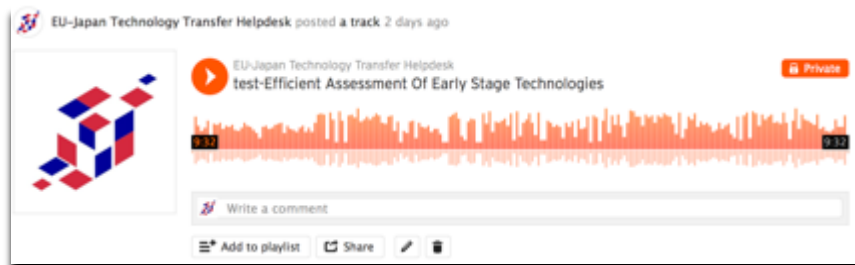 EU-Japan Technology Transfer Helpdesk posted a track 2 days ago
EU-Japan Technology Transfer Helpdesk
Private
test-Efficient Assessment Of Early Stage Technologies
9:32
9:32
Write a comment
Add to playlist
Share